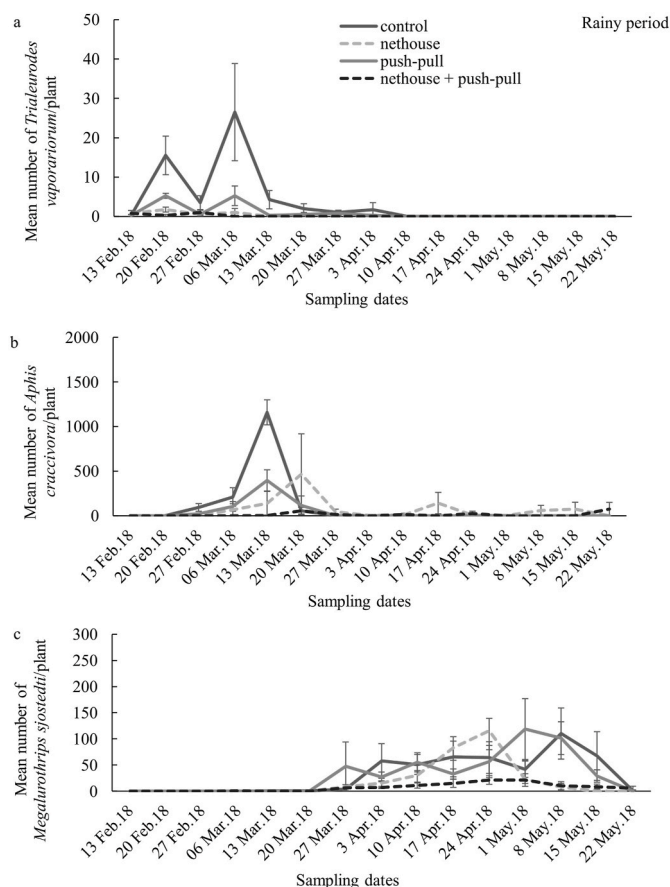 a
control
nethouse
push-pull
nethouse + push-pull
Rainy period
Mean number of Trialeurodes
vaporariorum/plant
50
40
30
20
10
0
13 Feb.18
20 Feb.18
27 Feb.18
06 Mar.18
13 Mar.18
20 Mar.18
27 Mar.18
3 Apr.18
10 Apr.18
17 Apr.18
24 Apr.18
1 May.18
8 May.18
15 May.18
22 May.18
Sampling dates
b
Mean number of Aphis
craccivora/plant
2000
1500
1000
500
0
13 Feb.18
20 Feb.18
27 Feb.18
06 Mar.18
13 Mar.18
20 Mar.18
27 Mar.18
3 Apr.18
10 Apr.18
17 Apr.18
24 Apr.18
1 May.18
8 May.18
15 May.18
22 May.18
Sampling dates
c
Mean number of
Megalurothrips sjostedti/plant
300
250
200
150
100
50
0
13 Feb.18
20 Feb.18
27 Feb.18
06 Mar.18
13 Mar.18
20 Mar.18
27 Mar.18
3 Apr.18
10 Apr.18
17 Apr.18
24 Apr.18
1 May.18
8 May.18
15 May.18
22 May.18
Sampling dates